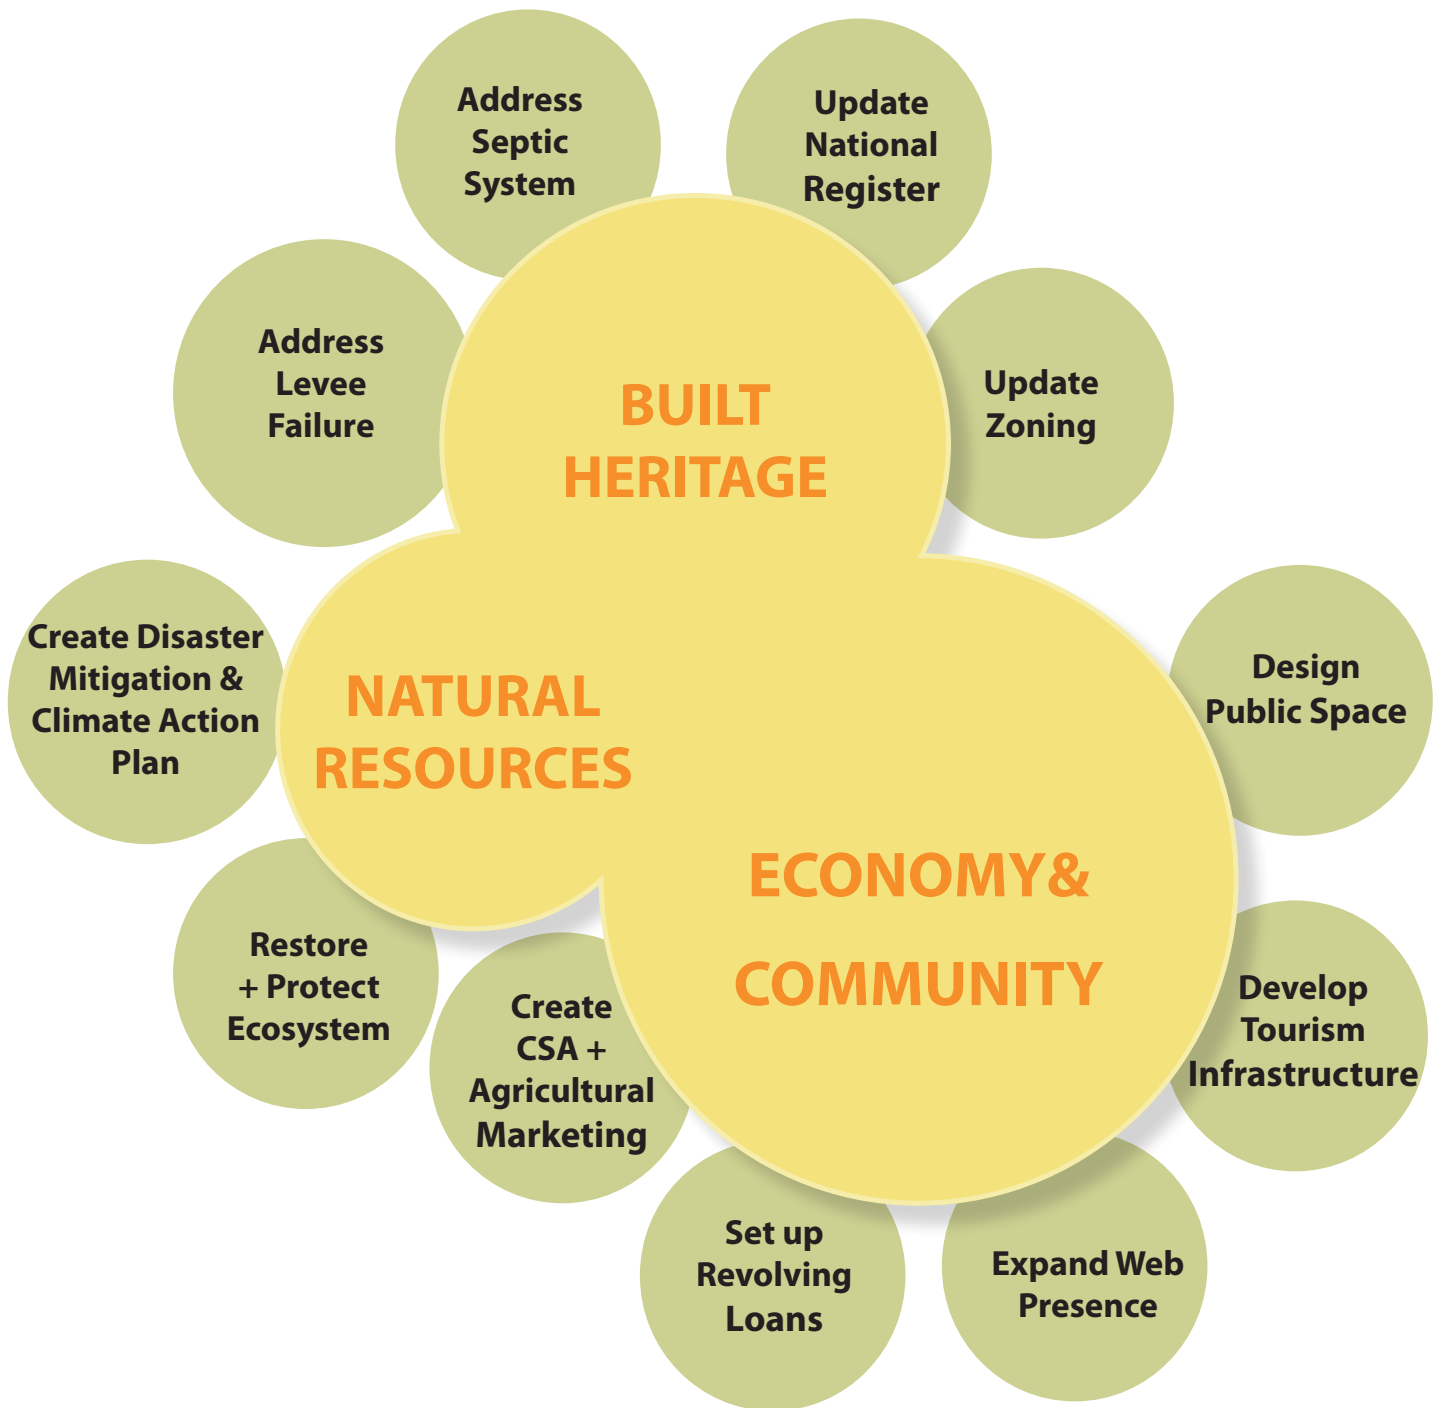 Address
Septic
System
Update
National
Register
Address
Levee
Failure
BUILT
HERITAGE
Update
Zoning
Create Disaster
Mitigation &
Climate Action
Plan
NATURAL
RESOURCES
Design
Public Space
ECONOMY&
COMMUNITY
Restore
+ Protect
Ecosystem
Create
CSA +
Agricultural
Marketing
Develop
Tourism
Infrastructure
Set up
Revolving
Loans
Expand Web
Presence